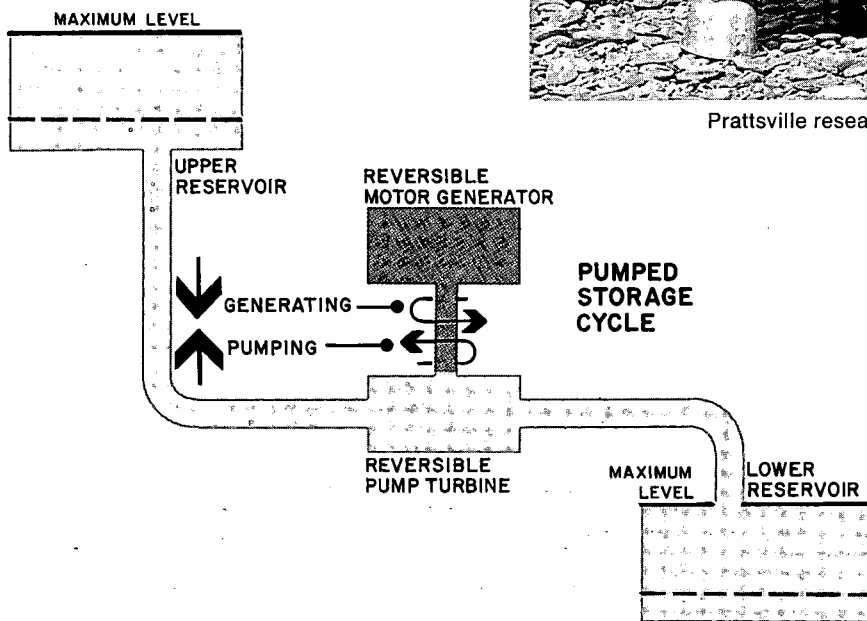 MAXIMUM LEVEL
Prattsville
UPPER
RESERVOIR
REVERSIBLE
MOTOR GENERATOR
PUMPED
STORAGE
CYCLE
GENERATING
PUMPING
REVERSIBLE
PUMP TURBINE
MAXIMUM
LEVEL
LOWER
RESERVOIR